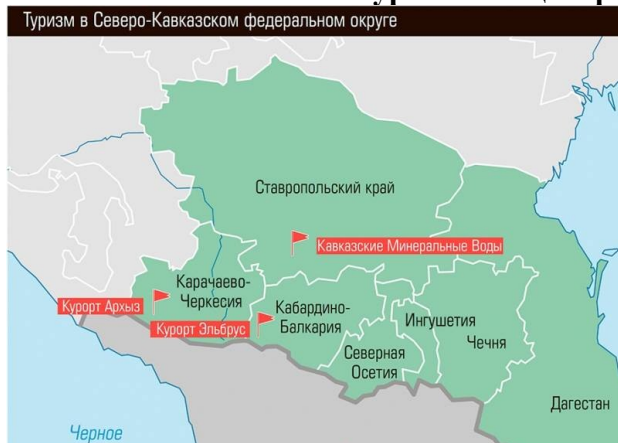 Туризм в Северо-Кавказском федеральном округе
Ставропольский край
Кавказские Минеральные Воды
Карачаево-
Черкесия
Курорт Архыз
Курорт Эльбрус
Кабардино-
Балкария
Ингушетия
Чечня
Северная
Осетия
Дагестан
Черное